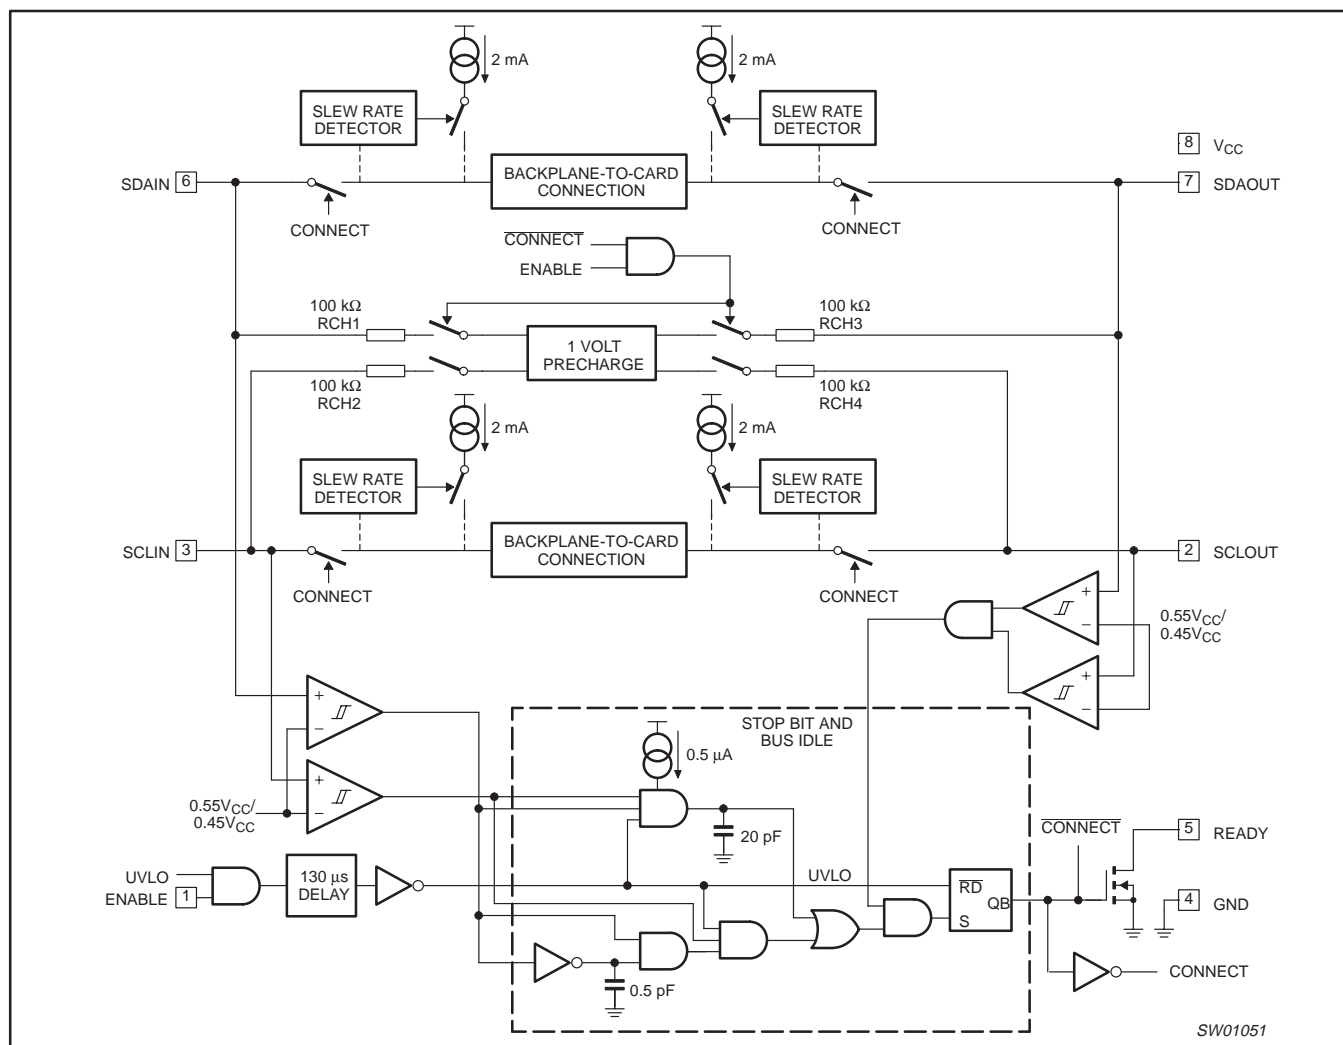 2 mA
2 mA
SLEW RATE
DETECTOR
SLEW RATE
DETECTOR
8 VCC
SDAIN 6
BACKPLANE-TO-CARD
CONNECTION
7 SDAOUT
CONNECT
CONNECT
CONNECT
ENABLE
100 kΩ
RCH1
100 kΩ
RCH3
1 VOLT
PRECHARGE
100 kΩ
RCH2
100 kΩ
RCH4
2 mA
2 mA
SLEW RATE
DETECTOR
SLEW RATE
DETECTOR
SCLIN 3
BACKPLANE-TO-CARD
CONNECTION
2 SCLOUT
CONNECT
CONNECT
+
−
0.55VCC/
0.45VCC
+
−
+
−
STOP BIT AND
BUS IDLE
0.5 μA
+
−
0.55VCC/
0.45VCC
20 pF
CONNECT
5 READY
UVLO
ENABLE 1
130 μs
DELAY
UVLO
RD
QB
S
4 GND
0.5 pF
CONNECT
SW01051